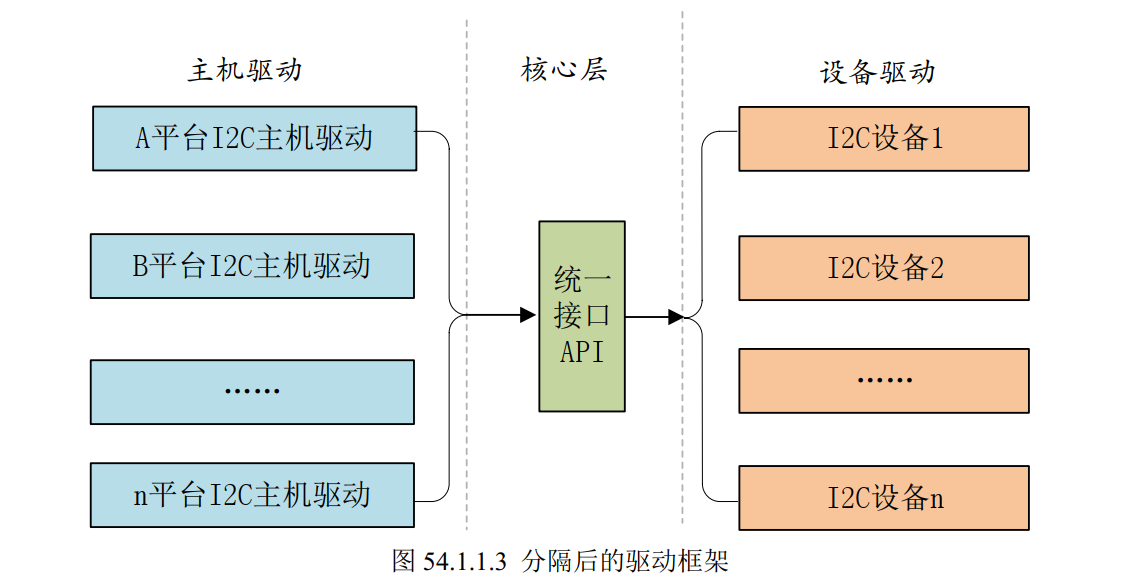 主机驱动
核心层
设备驱动
A平台I2C主机驱动
I2C设备1
B平台I2C主机驱动
I2C设备2
统一
接口
API
……
……
n平台I2C主机驱动
I2C设备n
图 54.1.1.3 分隔后的驱动框架